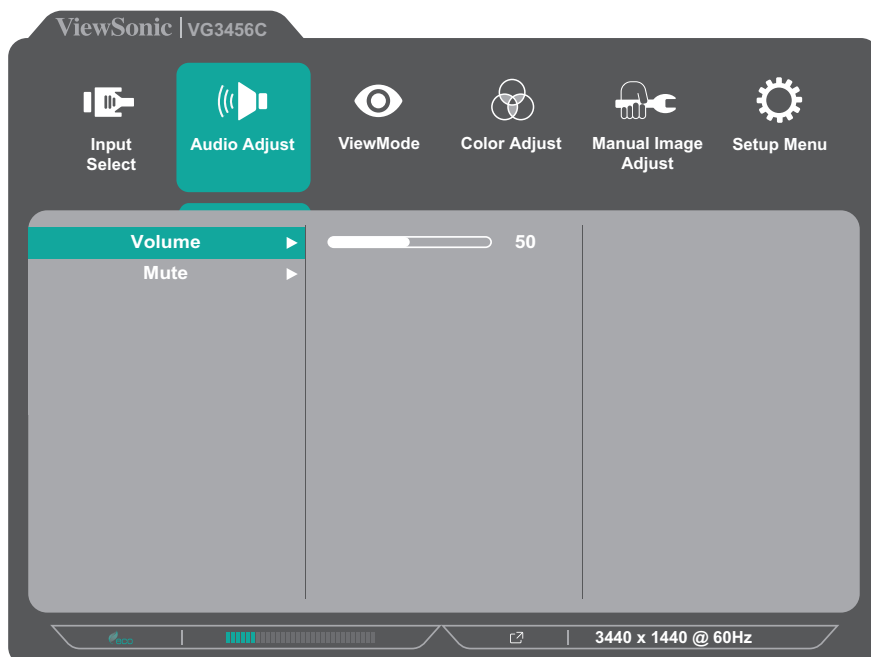 ViewSonic | VG3456C
Input
Select
Audio Adjust
ViewMode
Color Adjust
Manual Image
Adjust
Setup Menu
Volume
50
Mute
eco
3440 x 1440 @ 60Hz